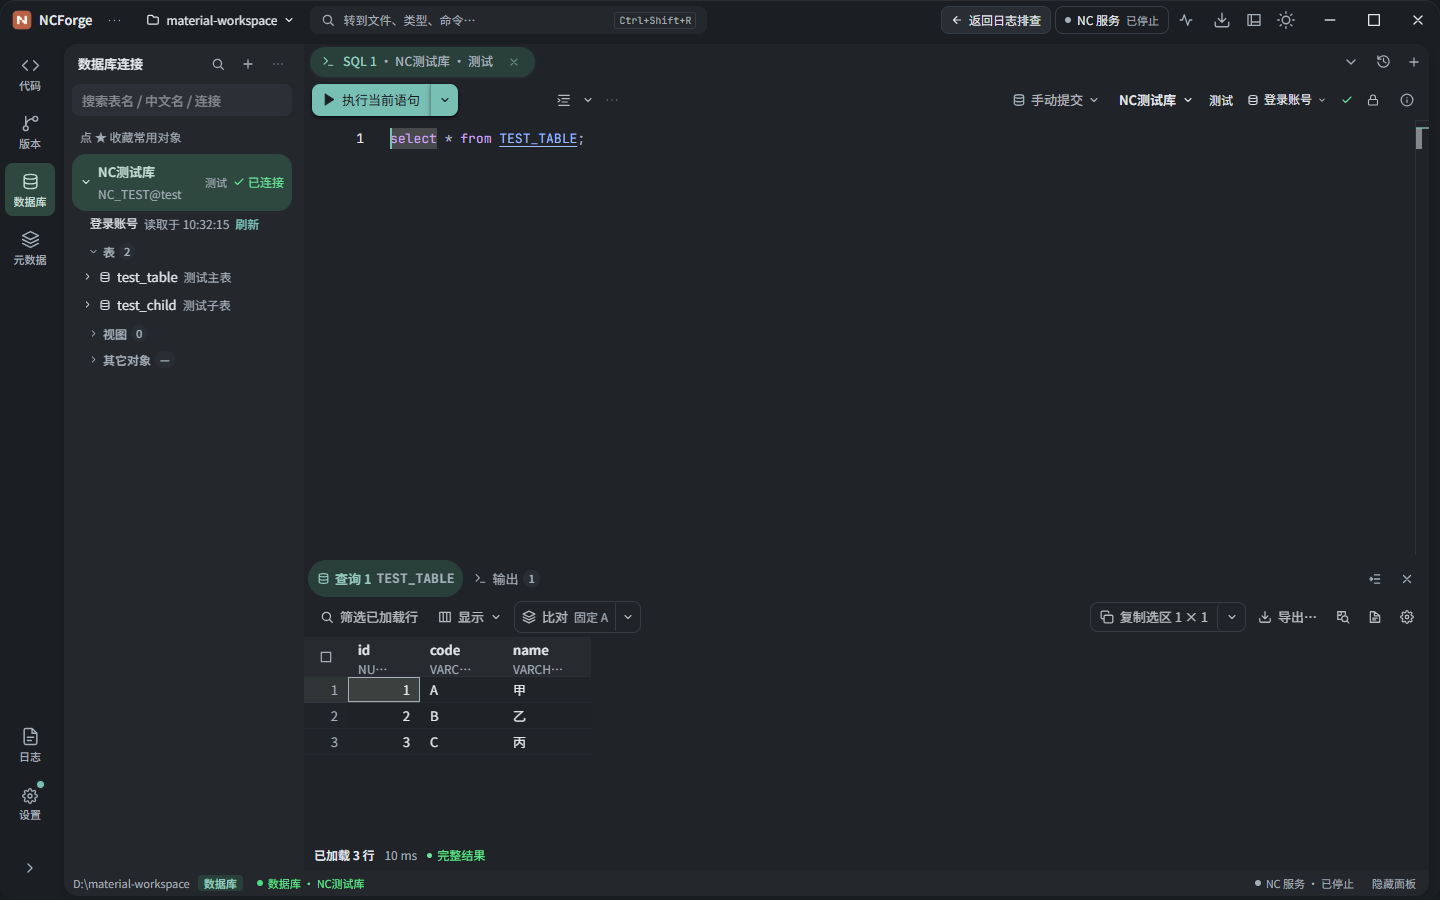 NCForge ··· material-workspace 转到文件、类型、命令··· Ctrl+Shift+R 返回日志排查 NC 服务 已停止
代码
版本
数据库
元数据
日志
设置
数据库连接 ···
搜索表名 / 中文名 / 连接
点 ★ 收藏常用对象
NC测试库
NC_TEST@test
测试 已连接
登录账号 读取于 10:32:15 刷新
表 2
test_table 测试主表
test_child 测试子表
视图 0
其它对象 —
SQL 1 • NC测试库 • 测试
执行当前语句 ··· 手动提交 NC测试库 测试 登录账号
1 select * from TEST_TABLE;
查询 1 TEST_TABLE 输出 1
筛选已加载行 显示 比对 固定 A 复制选区 1 × 1 导出···
id code name
NU··· VARC··· VARCH···
1 1 A 甲
2 2 B 乙
3 3 C 丙
已加载 3 行 10 ms 完整结果
D:\material-workspace 数据库 数据库 • NC测试库 NC 服务 • 已停止 隐藏面板